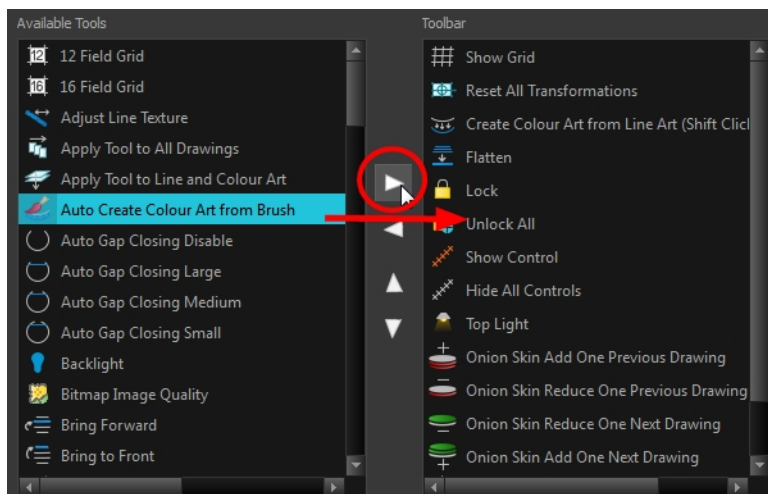 Available Tools
12 12 Field Grid
16 16 Field Grid
Adjust Line Texture
Apply Tool to All Drawings
Apply Tool to Line and Colour Art
Auto Create Colour Art from Brush
Auto Gap Closing Disable
Auto Gap Closing Large
Auto Gap Closing Medium
Auto Gap Closing Small
Backlight
Bitmap Image Quality
Bring Forward
Bring to Front
Toolbar
Show Grid
Reset All Transformations
Create Colour Art from Line Art (Shift Clicl
Flatten
Lock
Unlock All
Show Control
Hide All Controls
Top Light
Onion Skin Add One Previous Drawing
Onion Skin Reduce One Previous Drawing
Onion Skin Reduce One Next Drawing
Onion Skin Add One Next Drawing